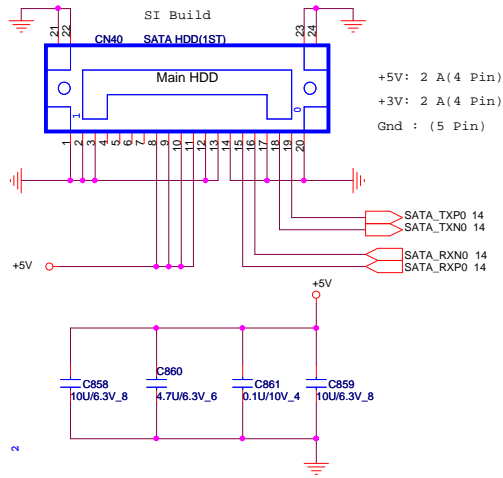 SI Build
21
22
23
24
CN40 SATA HDD(1ST)
Main HDD
1
0
+5V: 2 A(4 Pin)
+3V: 2 A(4 Pin)
Gnd : (5 Pin)
1 2 3 4 5 6 7 8 9 10 11 12 13 14 15 16 17 18 19 20
SATA_TXP0 14
SATA_TXN0 14
SATA_RXN0 14
SATA_RXP0 14
+5V
+5V
C858
10U/6.3V_8
C860
4.7U/6.3V_6
C861
0.1U/10V_4
C859
10U/6.3V_8
2